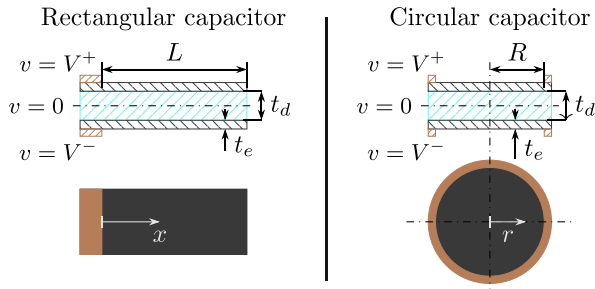 Rectangular capacitor
v = V⁺
L
v = 0
t_d
v = V⁻
t_e
x
Circular capacitor
v = V⁺
R
v = 0
t_d
v = V⁻
t_e
r